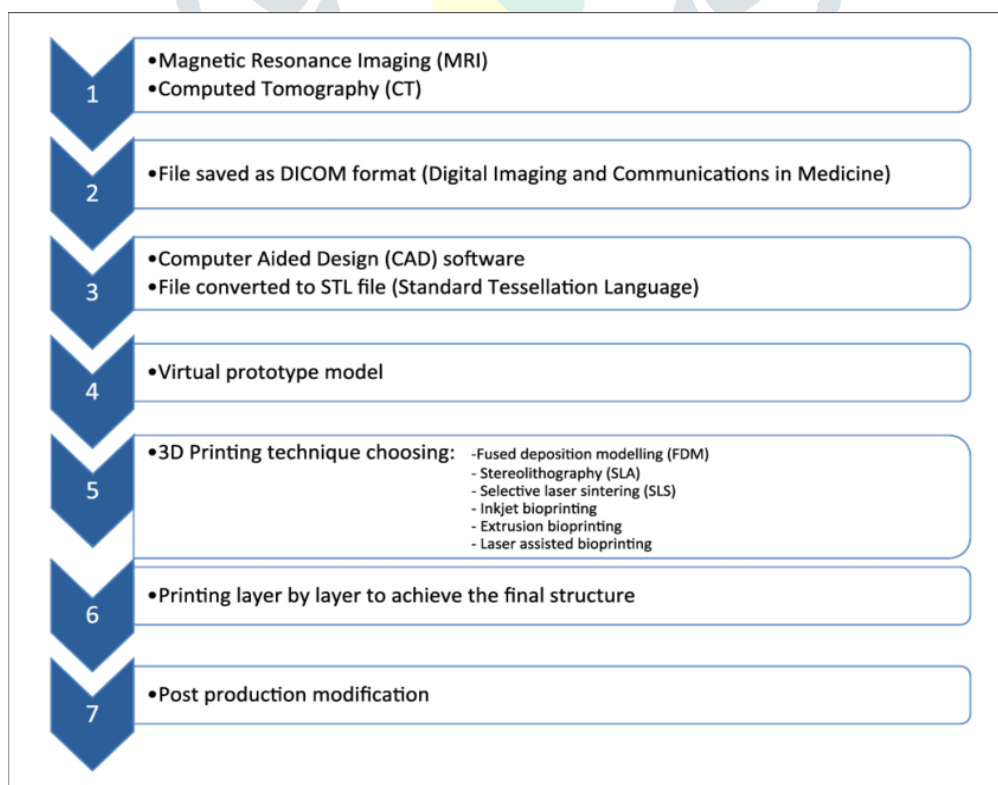 1
•Magnetic Resonance Imaging (MRI)
•Computed Tomography (CT)
2
•File saved as DICOM format (Digital Imaging and Communications in Medicine)
3
•Computer Aided Design (CAD) software
•File converted to STL file (Standard Tessellation Language)
4
•Virtual prototype model
5
•3D Printing technique choosing: -Fused deposition modelling (FDM)
- Stereolithography (SLA)
- Selective laser sintering (SLS)
- Inkjet bioprinting
- Extrusion bioprinting
- Laser assisted bioprinting
6
•Printing layer by layer to achieve the final structure
7
•Post production modification